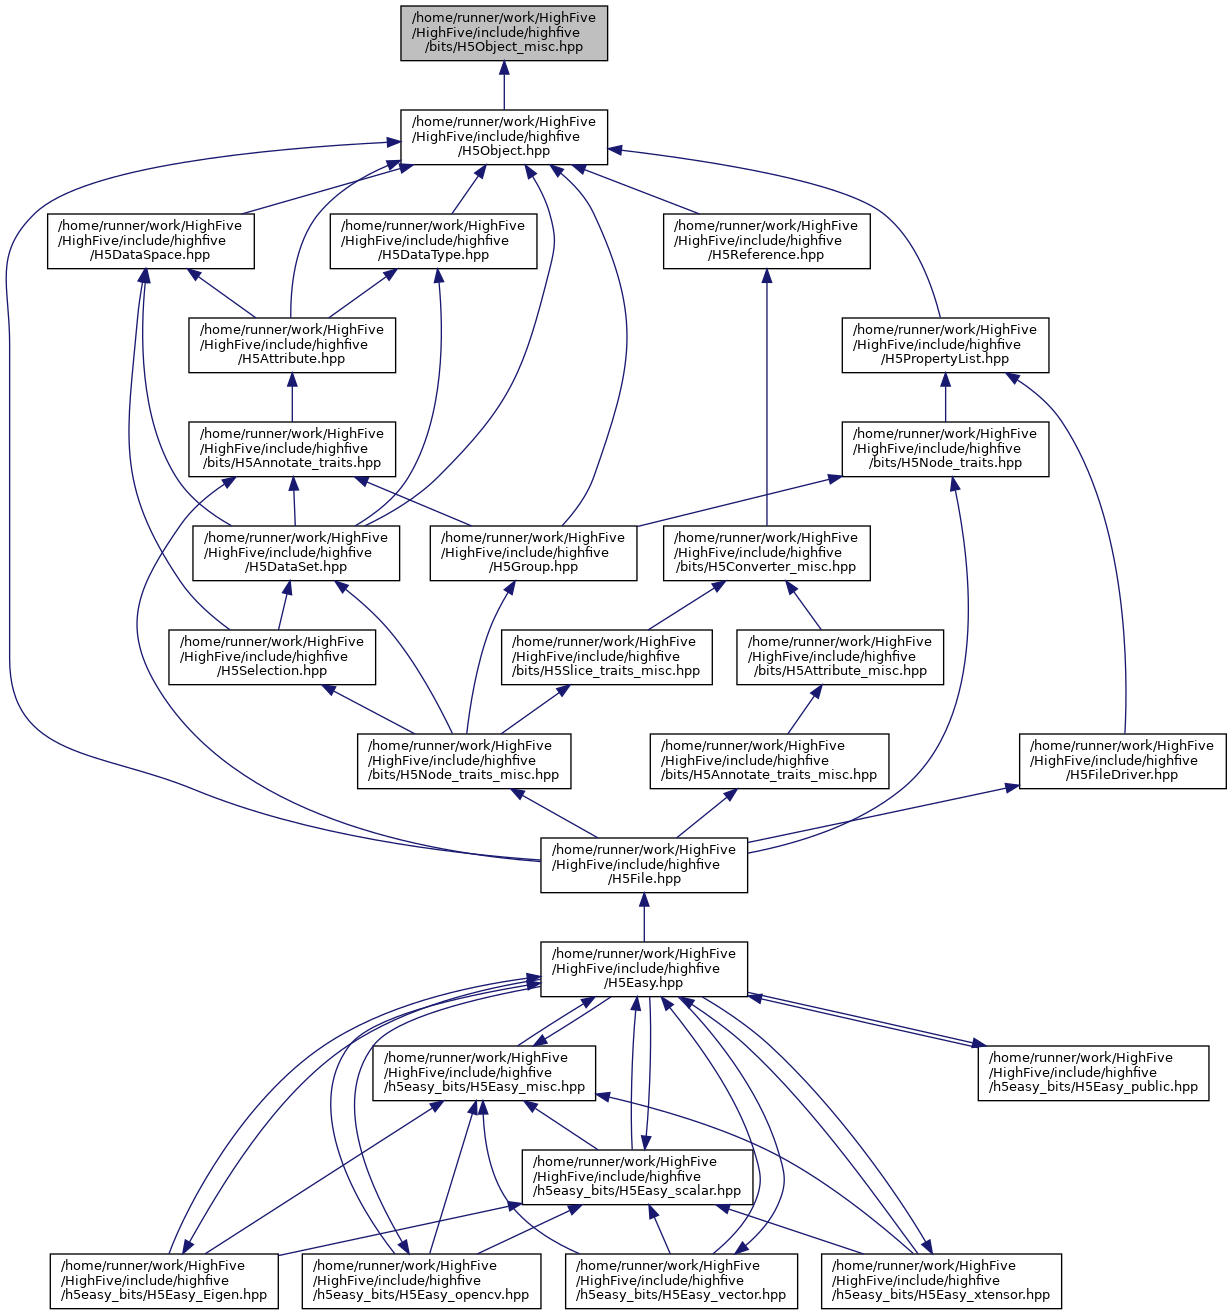 /home/runner/work/HighFive
/HighFive/include/highfive
/bits/H5Object_misc.hpp
/home/runner/work/HighFive
/HighFive/include/highfive
/H5Object.hpp
/home/runner/work/HighFive
/HighFive/include/highfive
/H5DataSpace.hpp
/home/runner/work/HighFive
/HighFive/include/highfive
/H5DataType.hpp
/home/runner/work/HighFive
/HighFive/include/highfive
/H5Reference.hpp
/home/runner/work/HighFive
/HighFive/include/highfive
/H5Attribute.hpp
/home/runner/work/HighFive
/HighFive/include/highfive
/H5PropertyList.hpp
/home/runner/work/HighFive
/HighFive/include/highfive
/bits/H5Annotate_traits.hpp
/home/runner/work/HighFive
/HighFive/include/highfive
/bits/H5Node_traits.hpp
/home/runner/work/HighFive
/HighFive/include/highfive
/H5DataSet.hpp
/home/runner/work/HighFive
/HighFive/include/highfive
/H5Group.hpp
/home/runner/work/HighFive
/HighFive/include/highfive
/bits/H5Converter_misc.hpp
/home/runner/work/HighFive
/HighFive/include/highfive
/H5Selection.hpp
/home/runner/work/HighFive
/HighFive/include/highfive
/bits/H5Slice_traits_misc.hpp
/home/runner/work/HighFive
/HighFive/include/highfive
/bits/H5Attribute_misc.hpp
/home/runner/work/HighFive
/HighFive/include/highfive
/bits/H5Node_traits_misc.hpp
/home/runner/work/HighFive
/HighFive/include/highfive
/bits/H5Annotate_traits_misc.hpp
/home/runner/work/HighFive
/HighFive/include/highfive
/H5FileDriver.hpp
/home/runner/work/HighFive
/HighFive/include/highfive
/H5File.hpp
/home/runner/work/HighFive
/HighFive/include/highfive
/H5Easy.hpp
/home/runner/work/HighFive
/HighFive/include/highfive
/h5easy_bits/H5Easy_misc.hpp
/home/runner/work/HighFive
/HighFive/include/highfive
/h5easy_bits/H5Easy_public.hpp
/home/runner/work/HighFive
/HighFive/include/highfive
/h5easy_bits/H5Easy_scalar.hpp
/home/runner/work/HighFive
/HighFive/include/highfive
/h5easy_bits/H5Easy_Eigen.hpp
/home/runner/work/HighFive
/HighFive/include/highfive
/h5easy_bits/H5Easy_opencv.hpp
/home/runner/work/HighFive
/HighFive/include/highfive
/h5easy_bits/H5Easy_vector.hpp
/home/runner/work/HighFive
/HighFive/include/highfive
/h5easy_bits/H5Easy_xtensor.hpp